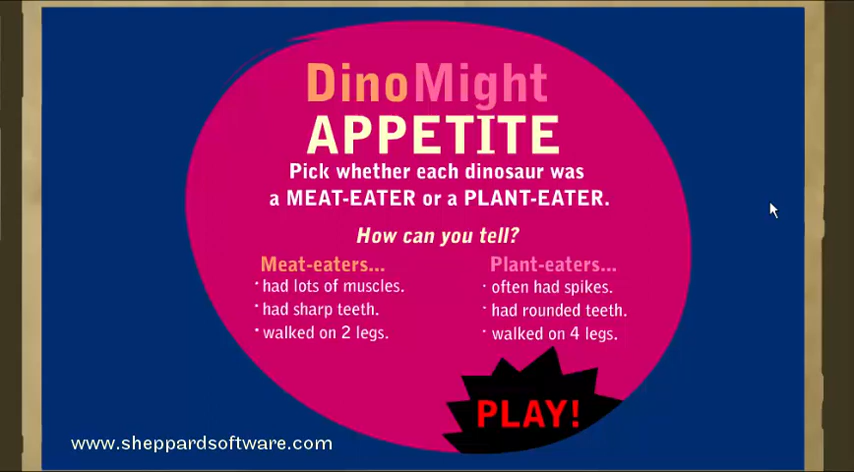 DinoMight
APPETITE
Pick whether each dinosaur was
a MEAT-EATER or a PLANT-EATER.
How can you tell?
Meat-eaters...
· had lots of muscles.
· had sharp teeth.
· walked on 2 legs.
Plant-eaters...
· often had spikes.
· had rounded teeth.
· walked on 4 legs.
PLAY!
www.sheppardsoftware.com